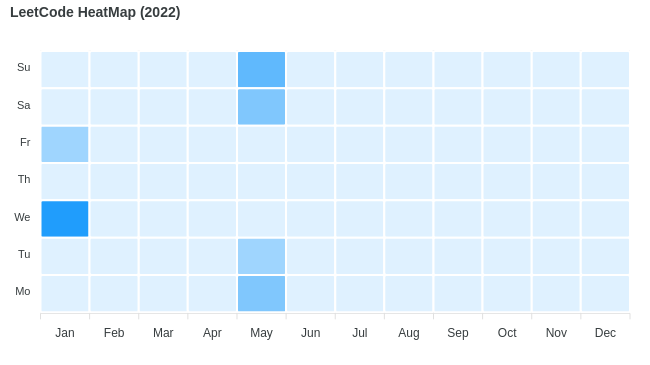 LeetCode HeatMap (2022)
Su
Sa
Fr
Th
We
Tu
Mo
Jan Feb Mar Apr May Jun Jul Aug Sep Oct Nov Dec